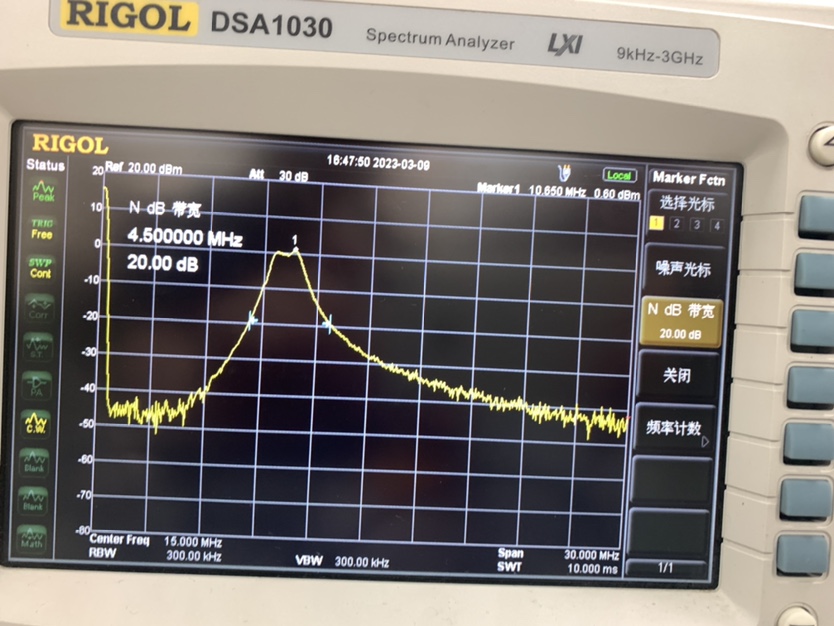 RIGOL DSA1030 Spectrum Analyzer LXI 9kHz-3GHz
RIGOL
16:47:50 2023-03-09
Local
Status
Ref 20.00 dBm
Att 30 dB
Marker1 10.650 MHz 0.60 dBm
Marker Fctn
20
10
0
-10
-20
-30
-40
-50
-60
-70
-80
N dB 带宽
4.500000 MHz
20.00 dB
1
Peak
TRIG
Free
SWP
Cont
Corr
PA
C.W.
Blank
Blank
Math
选择光标
1 2 3 4
噪声光标
N dB 带宽
20.00 dB
关闭
频率计数
1/1
Center Freq 15.000 MHz
Span 30.000 MHz
RBW 300.00 kHz
VBW 300.00 kHz
SWT 10.000 ms